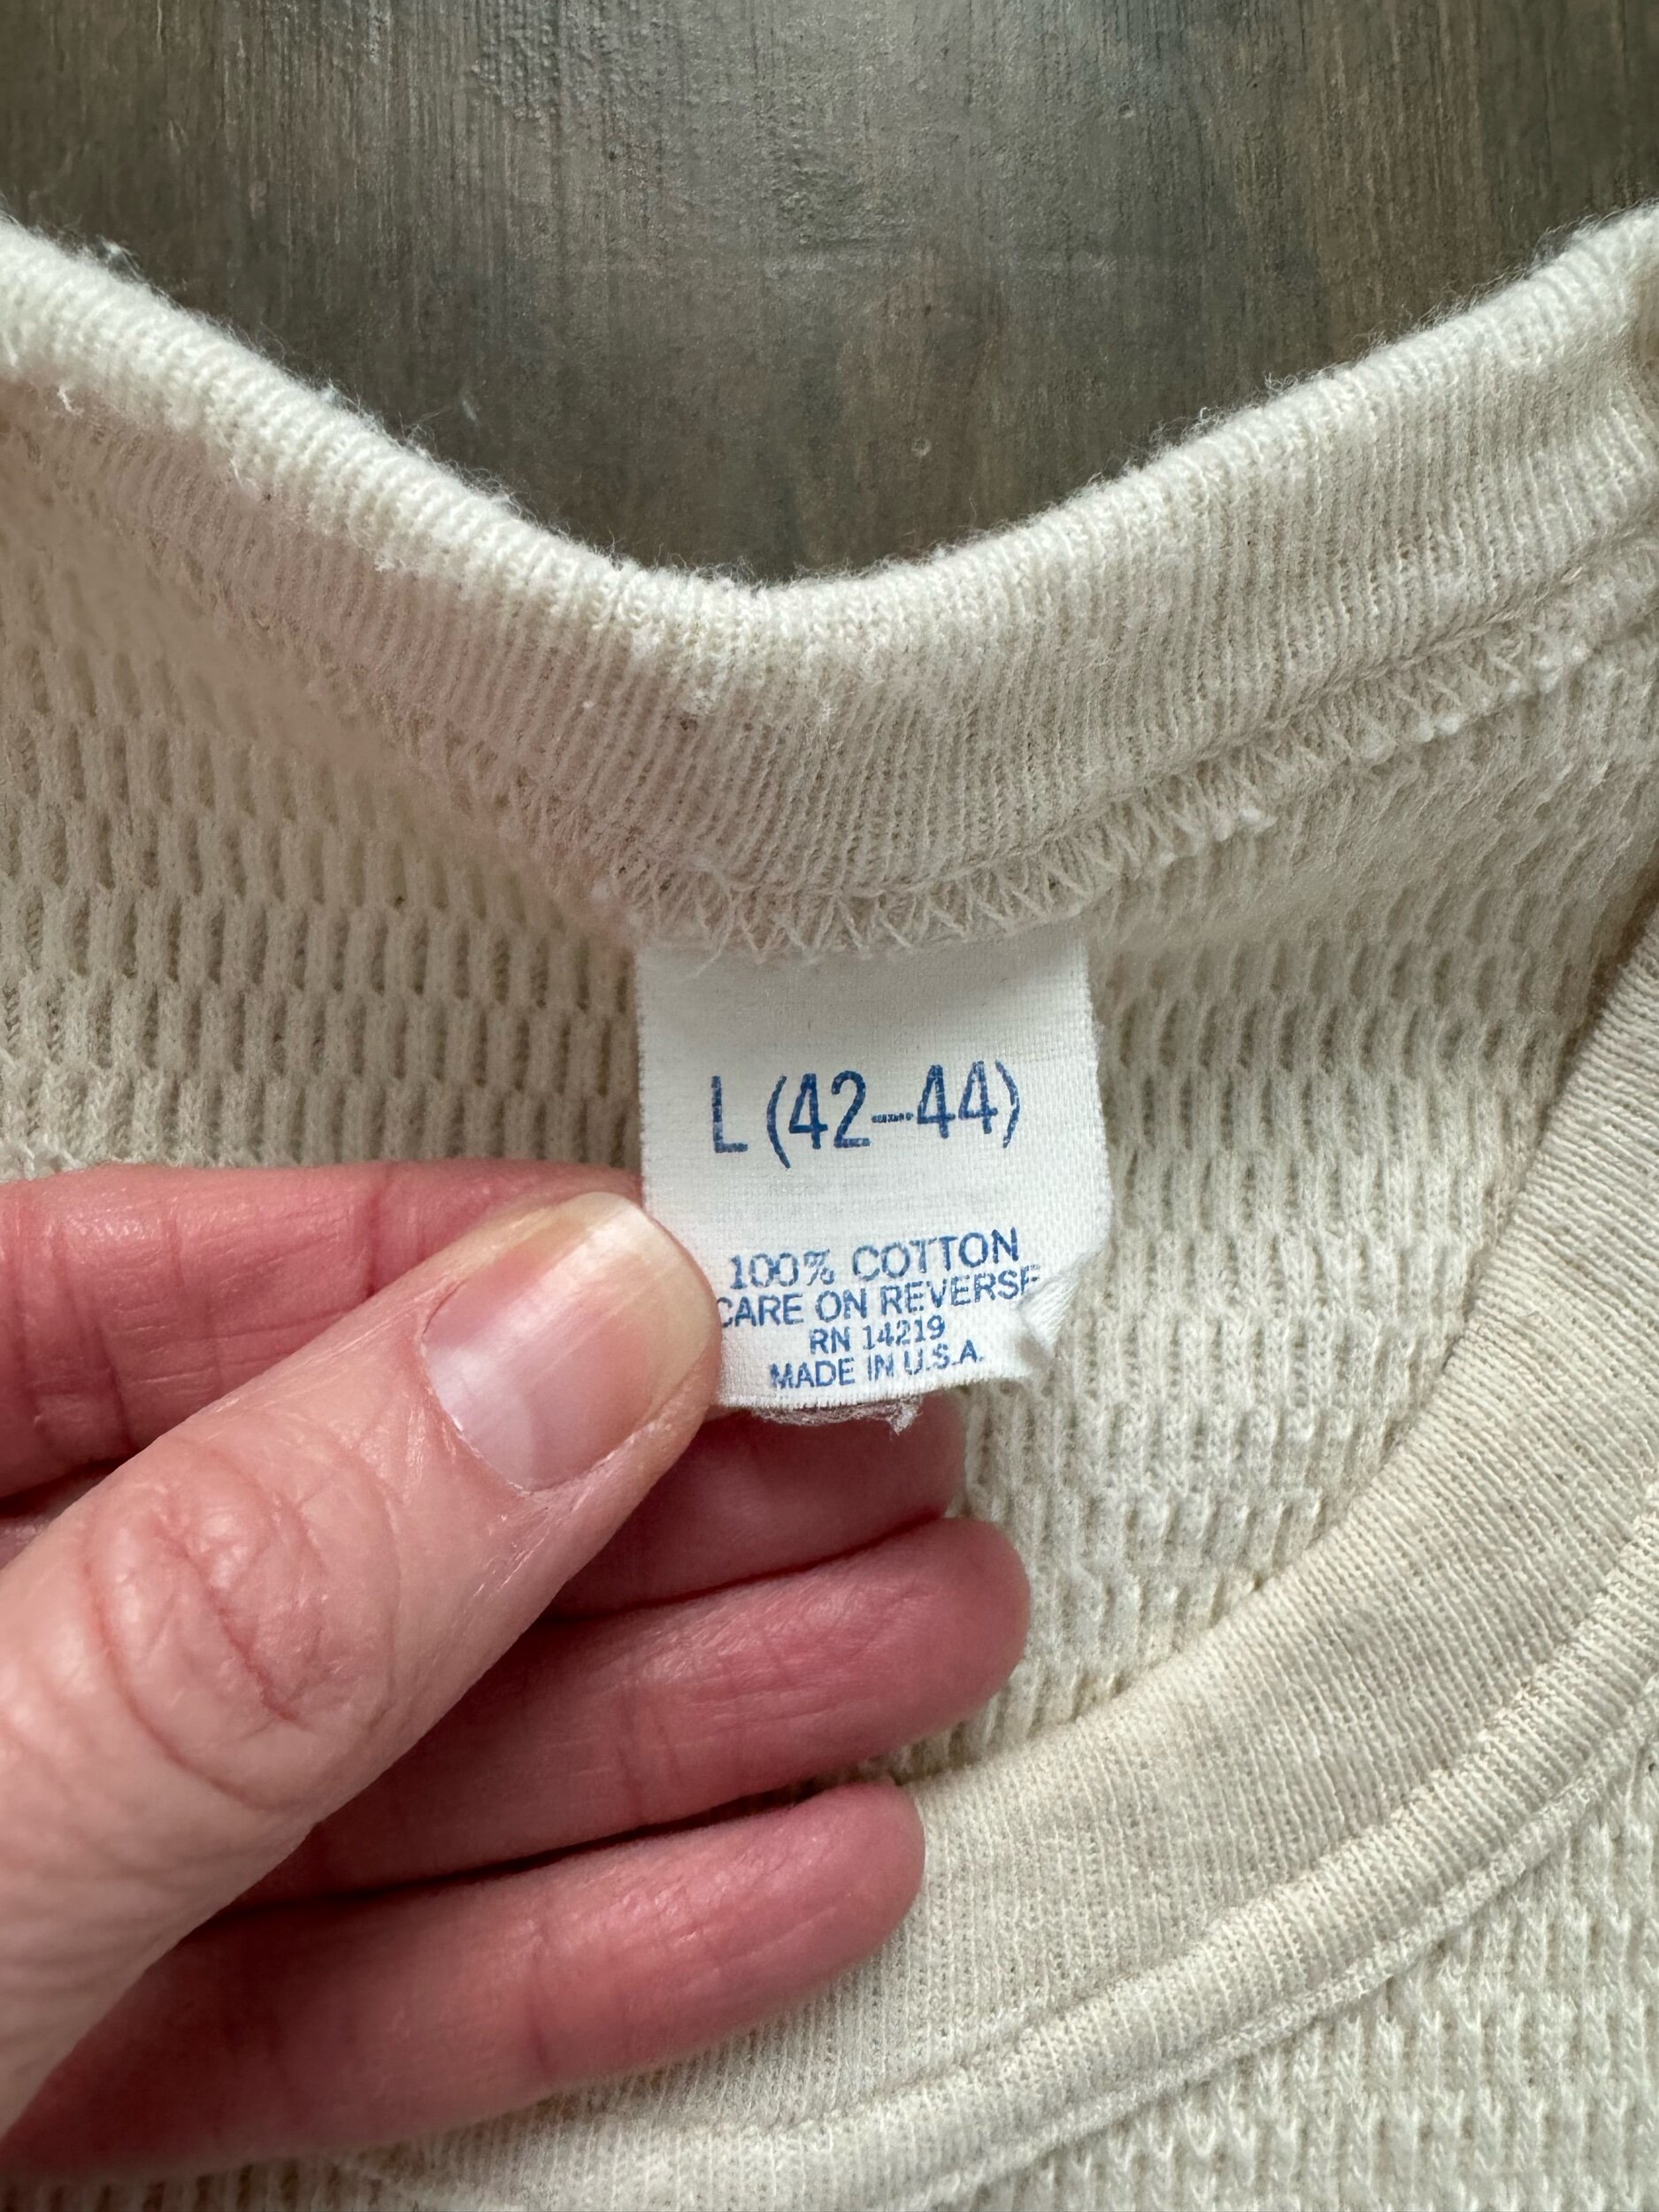 L (42-44)
100% COTTON
CARE ON REVERSE
RN 14219
MADE IN U.S.A.